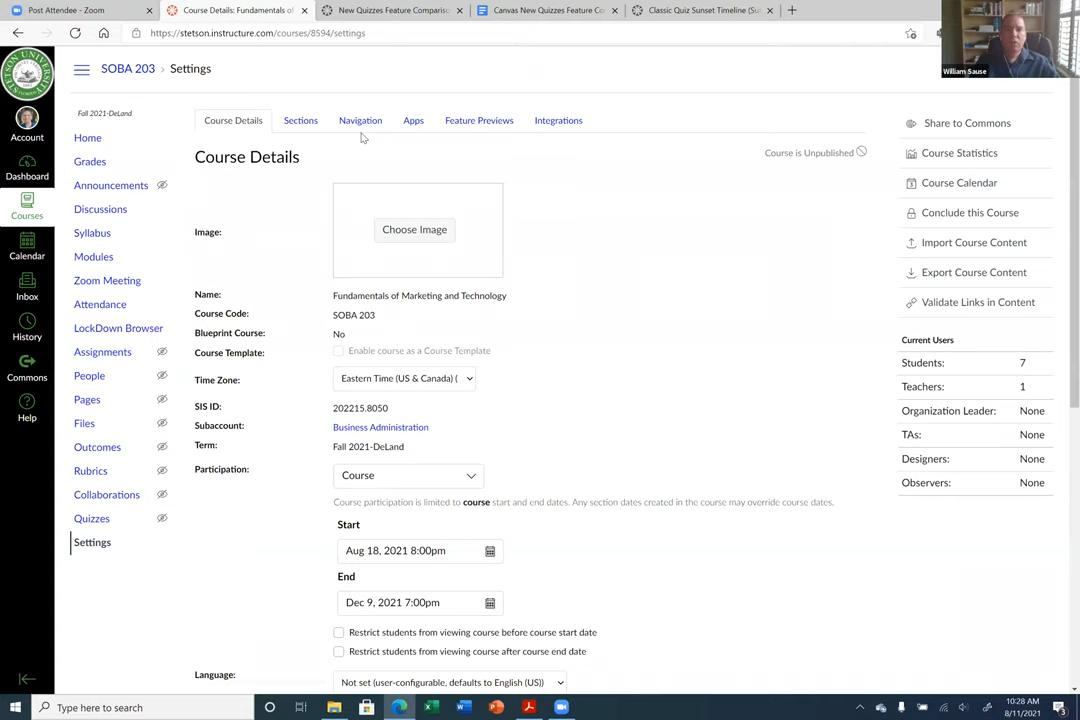 Post Attendee - Zoom
Course Details: Fundamentals of
New Quizzes Feature Comparison
Canvas New Quizzes Feature Co
Classic Quiz Sunset Timeline (Su
https://stetson.instructure.com/courses/8594/settings
William Sause
SOBA 203 › Settings
Account
Dashboard
Courses
Calendar
Inbox
History
Commons
Help
Fall 2021-DeLand
Home
Grades
Announcements
Discussions
Syllabus
Modules
Zoom Meeting
Attendance
LockDown Browser
Assignments
People
Pages
Files
Outcomes
Rubrics
Collaborations
Quizzes
Settings
Course Details Sections Navigation Apps Feature Previews Integrations
Course Details
Course is Unpublished
Image:
Choose Image
Name: Fundamentals of Marketing and Technology
Course Code: SOBA 203
Blueprint Course: No
Course Template: Enable course as a Course Template
Time Zone: Eastern Time (US & Canada) (
SIS ID: 202215.8050
Subaccount: Business Administration
Term: Fall 2021-DeLand
Participation: Course
Course participation is limited to course start and end dates. Any section dates created in the course may override course dates.
Start
Aug 18, 2021 8:00pm
End
Dec 9, 2021 7:00pm
Restrict students from viewing course before course start date
Restrict students from viewing course after course end date
Language: Not set (user-configurable, defaults to English (US))
Share to Commons
Course Statistics
Course Calendar
Conclude this Course
Import Course Content
Export Course Content
Validate Links in Content
Current Users
Students: 7
Teachers: 1
Organization Leader: None
TAs: None
Designers: None
Observers: None
Type here to search
10:28 AM
8/11/2021
3